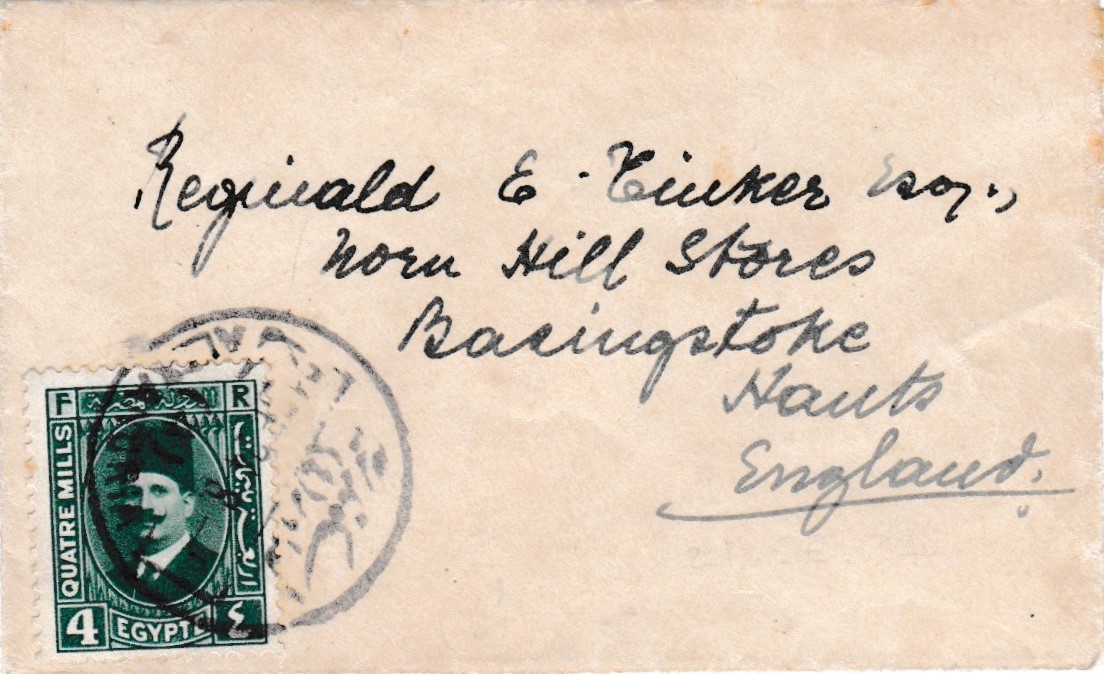 Reginald E. Tinker Esq.,
Norn Hill Stores
Basingstoke
Hants
England.
F R
QUATRE MILLS
4 EGYPTE ٤